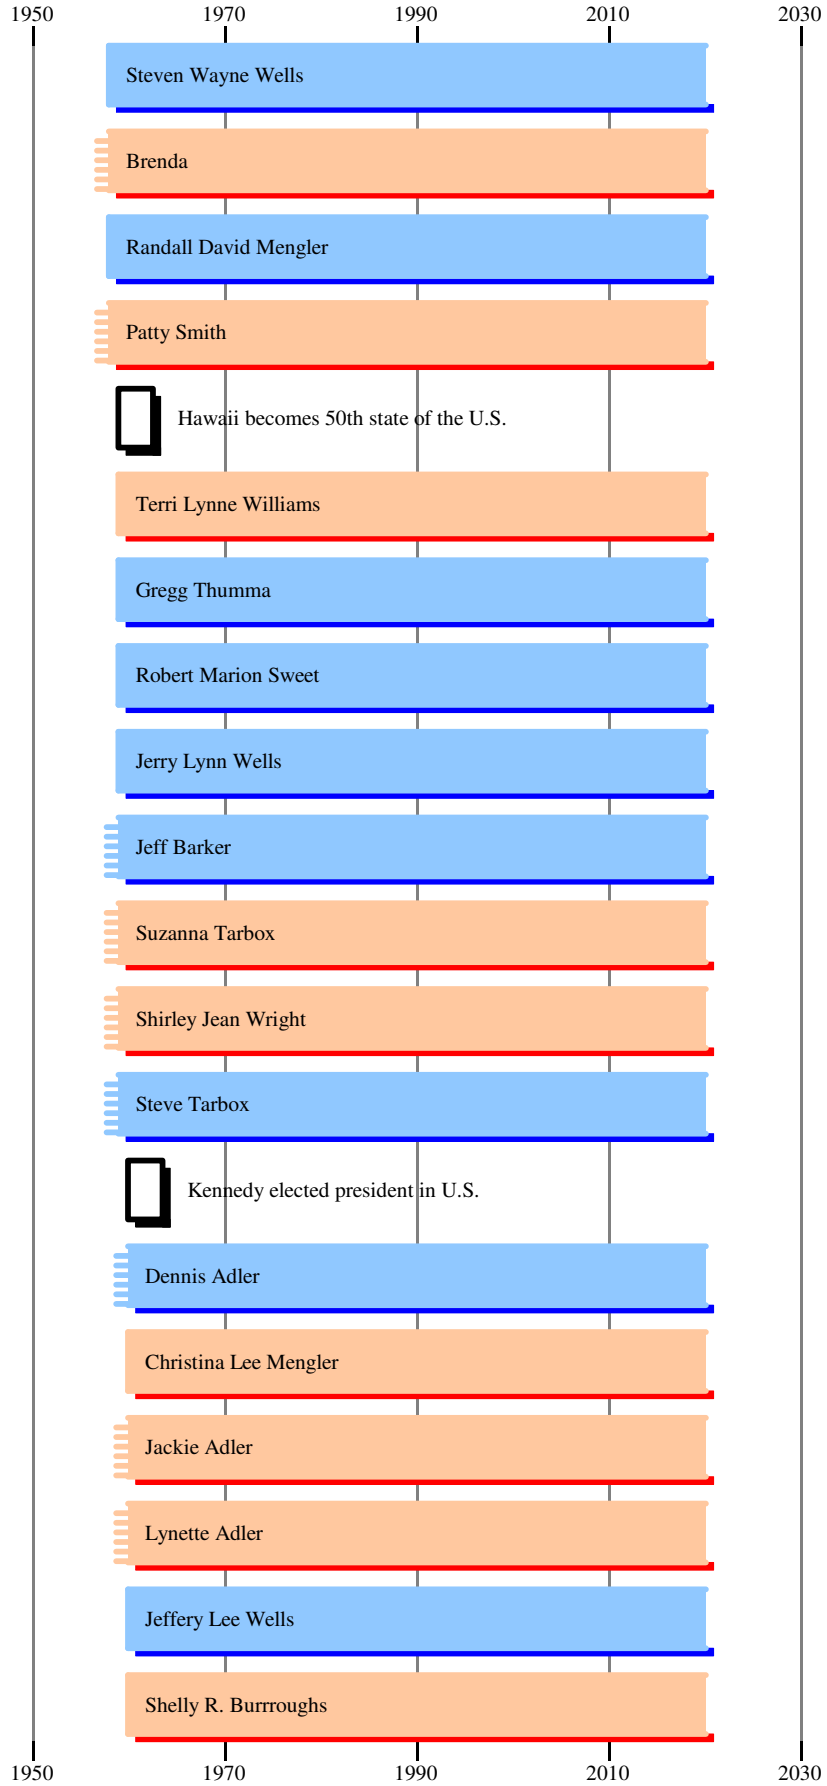 1950 1970 1990 2010 2030
Steven Wayne Wells
Brenda
Randall David Mengler
Patty Smith
Hawaii becomes 50th state of the U.S.
Terri Lynne Williams
Gregg Thumma
Robert Marion Sweet
Jerry Lynn Wells
Jeff Barker
Suzanna Tarbox
Shirley Jean Wright
Steve Tarbox
Kennedy elected president in U.S.
Dennis Adler
Christina Lee Mengler
Jackie Adler
Lynette Adler
Jeffery Lee Wells
Shelly R. Burrroughs
1950 1970 1990 2010 2030